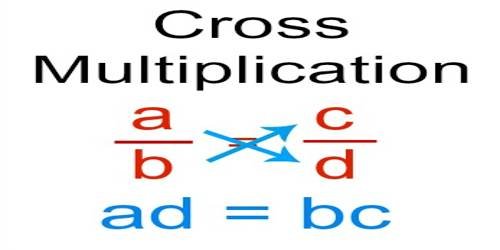 Cross
Multiplication
a = c
b d
ad = bc